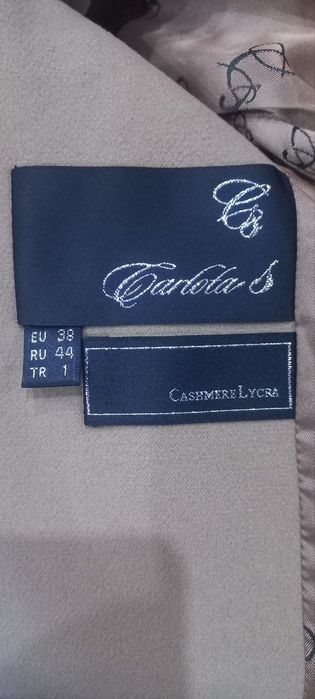 Cs
Carlota S
EU 38
RU 44
TR 1
CASHMERE LYCRA